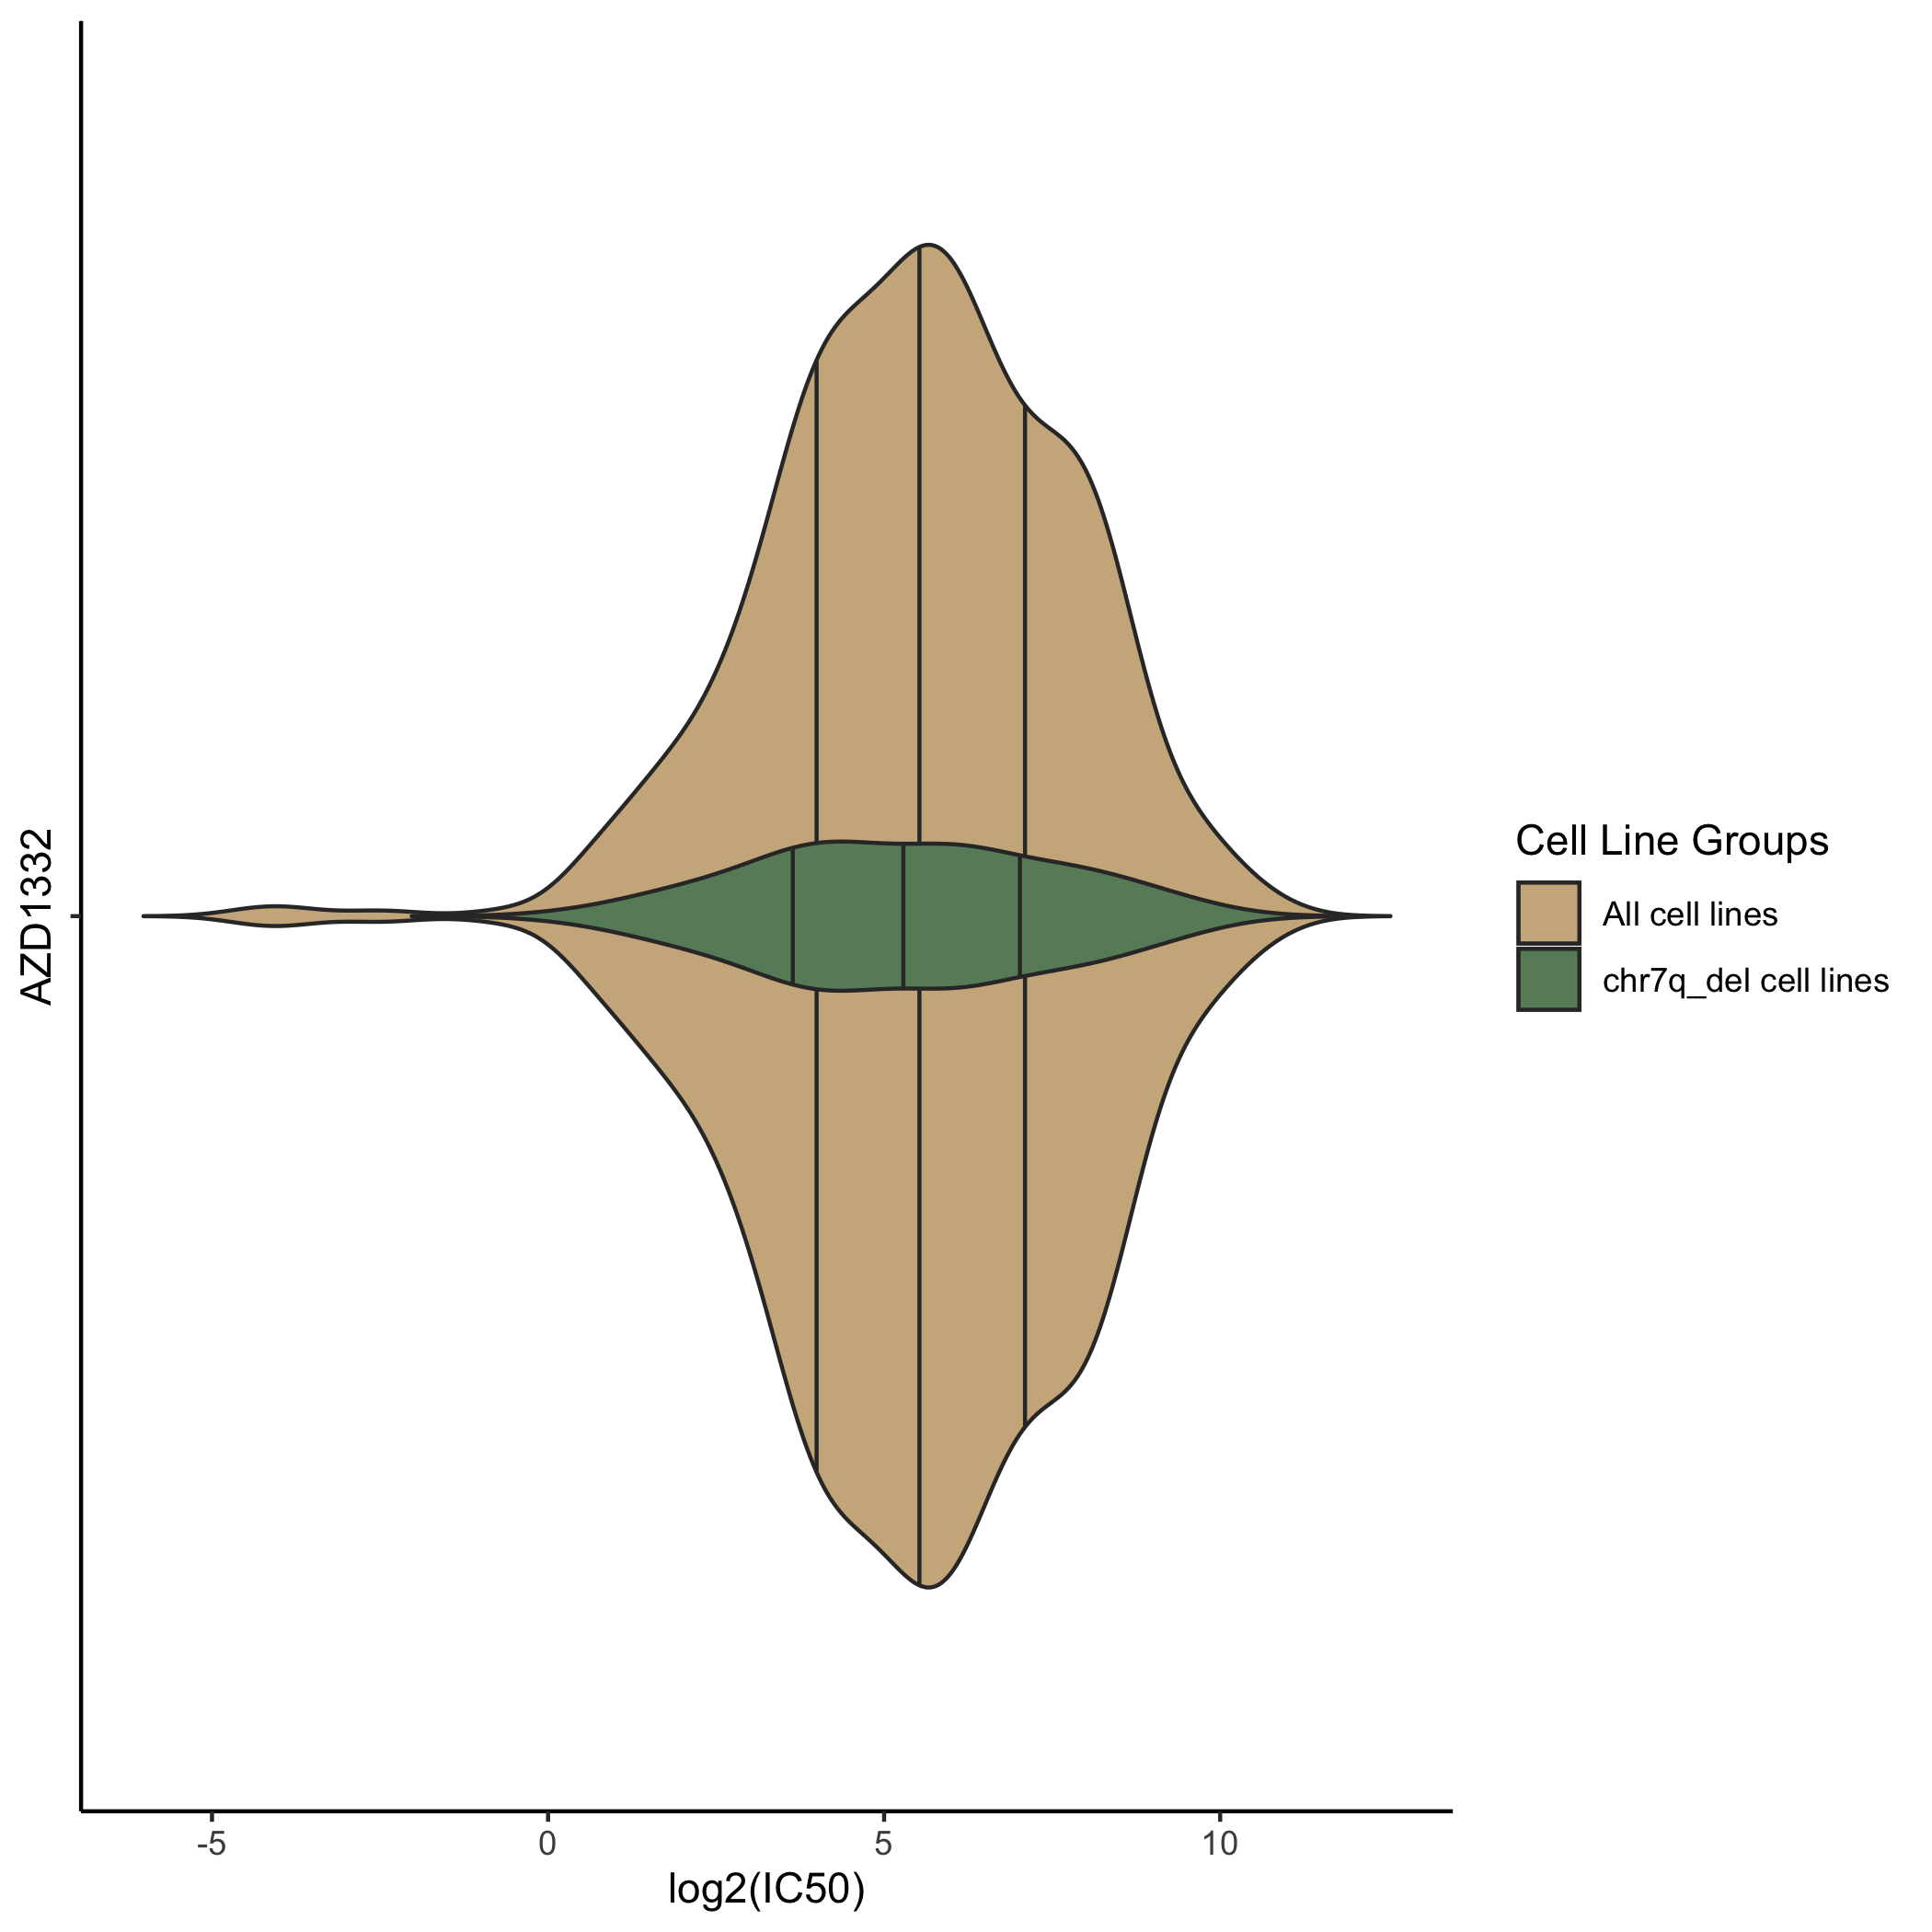 AZD1332
Cell Line Groups
All cell lines
chr7q_del cell lines
-5 0 5 10
log2(IC50)